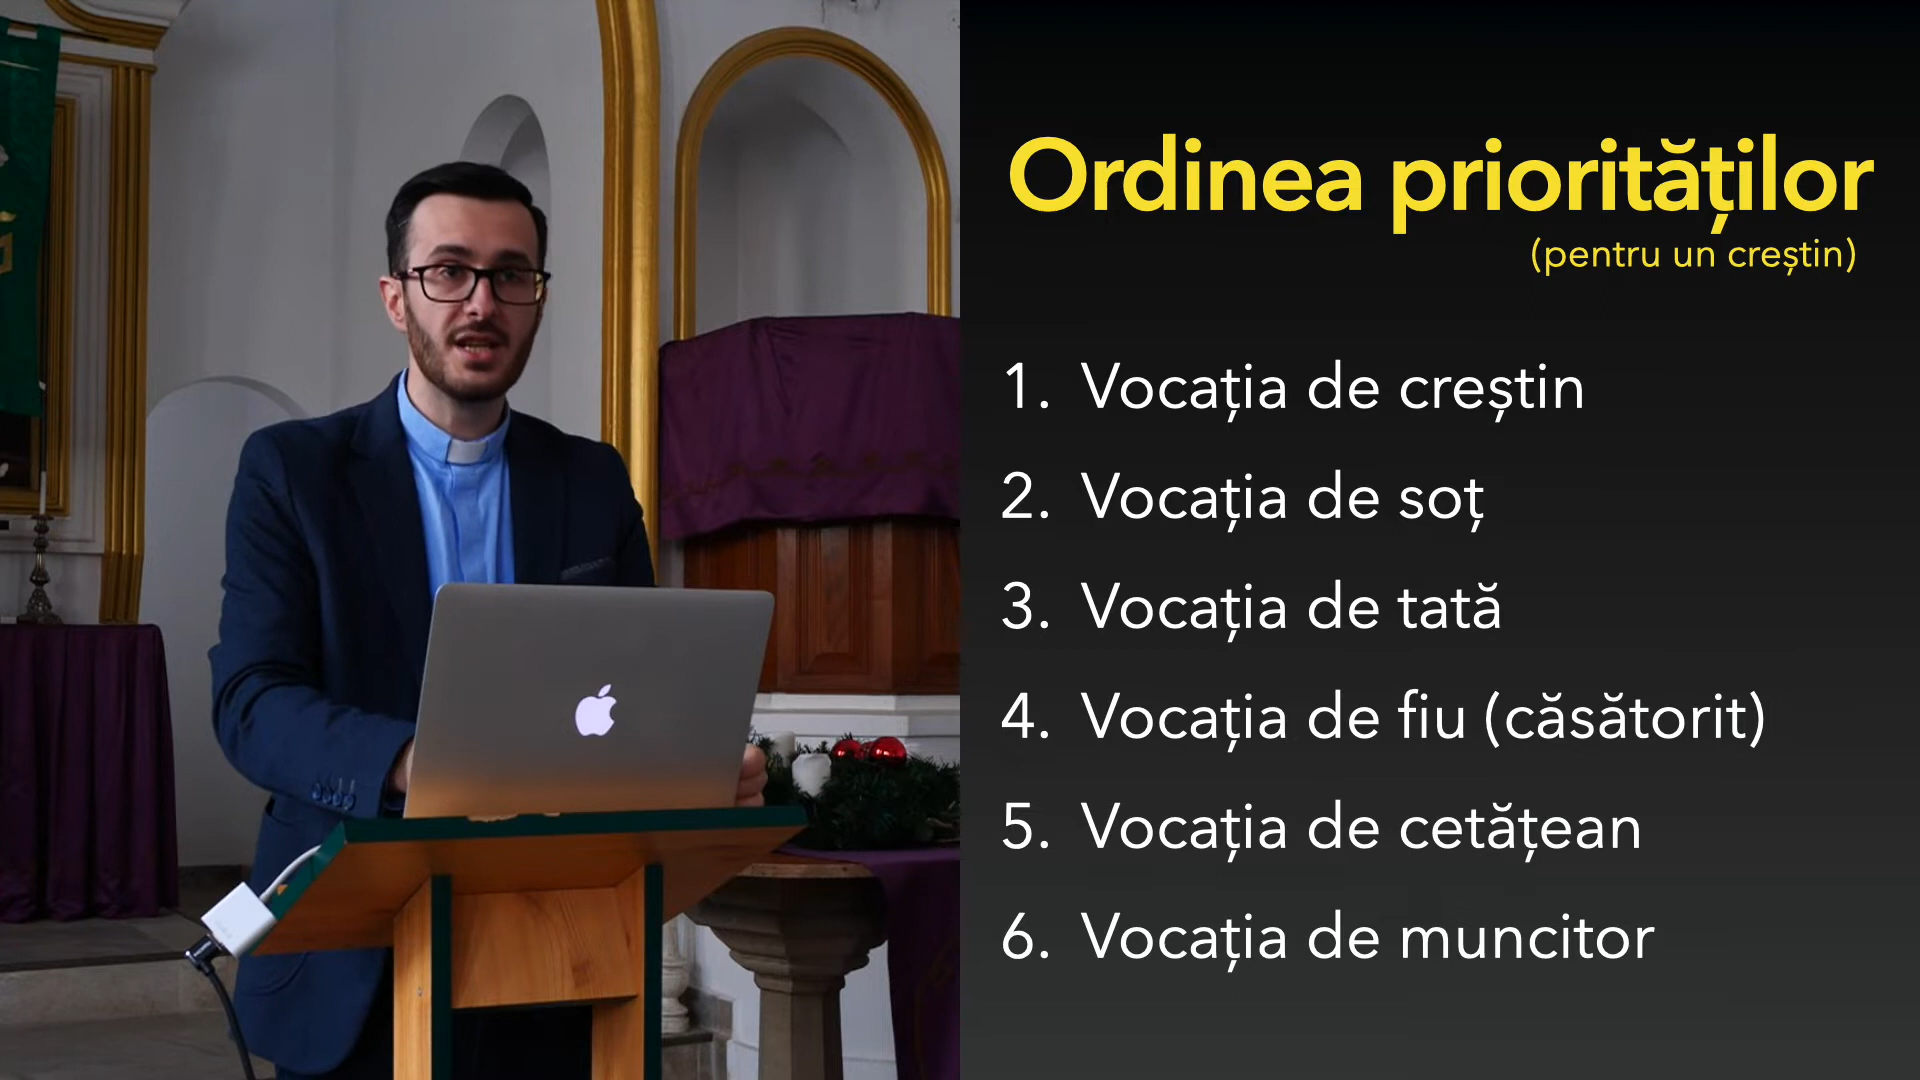 Ordinea priorităților
(pentru un creștin)
1. Vocația de creștin
2. Vocația de soț
3. Vocația de tată
4. Vocația de fiu (căsătorit)
5. Vocația de cetățean
6. Vocația de muncitor